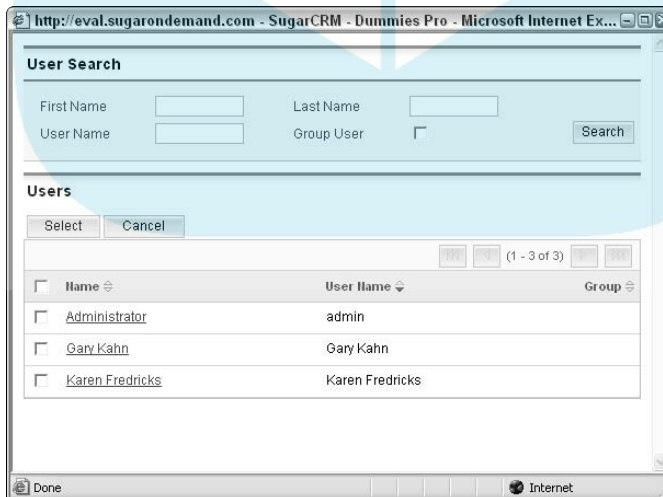 http://eval.sugarondemand.com - SugarCRM - Dummies Pro - Microsoft Internet Ex...
User Search
First Name Last Name
User Name Group User Search
Users
Select Cancel
(1 - 3 of 3)
Name User Name Group
Administrator admin
Gary Kahn Gary Kahn
Karen Fredricks Karen Fredricks
Done Internet